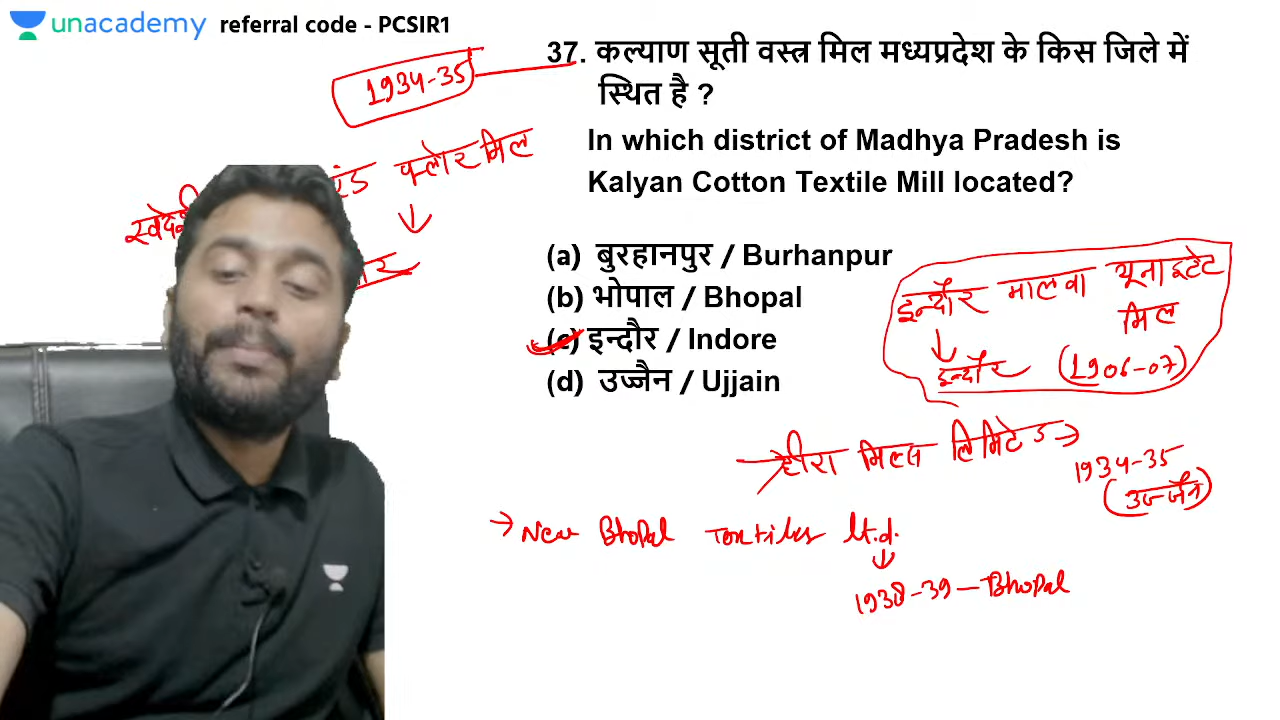 unacademy referral code - PCSIR1
1934-35
37. कल्याण सूती वस्त्र मिल मध्यप्रदेश के किस जिले में
स्थित है ?
In which district of Madhya Pradesh is
Kalyan Cotton Textile Mill located?
फ्लोर मिल
(a) बुरहानपुर / Burhanpur
(b) भोपाल / Bhopal
(c) इन्दौर / Indore
(d) उज्जैन / Ujjain
इन्दौर मालवा यूनाइटेट
मिल
इन्दौर (1906-07)
हीरा मिल्स लिमिटेड
1934-35
(उज्जैन)
New Bhopal Textiles lt.d.
1938-39 - Bhopal